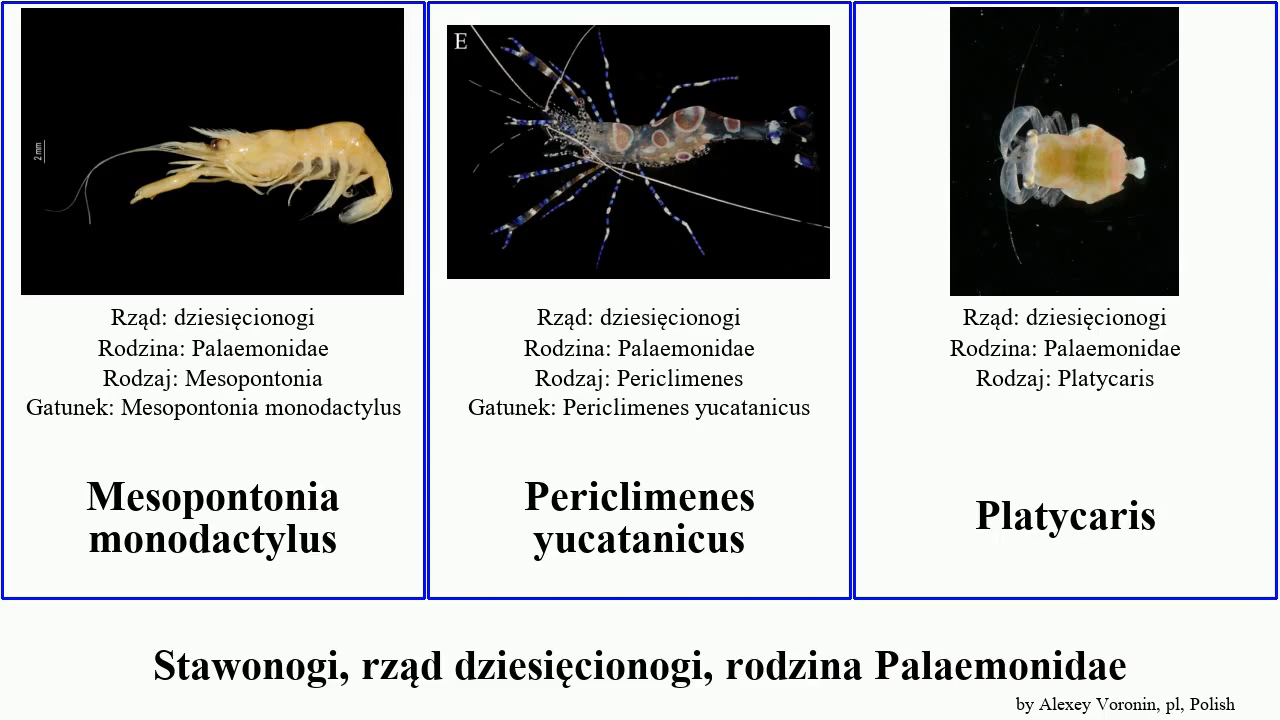 2 mm
Rząd: dziesięcionogi
Rodzina: Palaemonidae
Rodzaj: Mesopontonia
Gatunek: Mesopontonia monodactylus
Mesopontonia
monodactylus
E
Rząd: dziesięcionogi
Rodzina: Palaemonidae
Rodzaj: Periclimenes
Gatunek: Periclimenes yucatanicus
Periclimenes
yucatanicus
Rząd: dziesięcionogi
Rodzina: Palaemonidae
Rodzaj: Platycaris
Platycaris
Stawonogi, rząd dziesięcionogi, rodzina Palaemonidae
by Alexey Voronin, pl, Polish